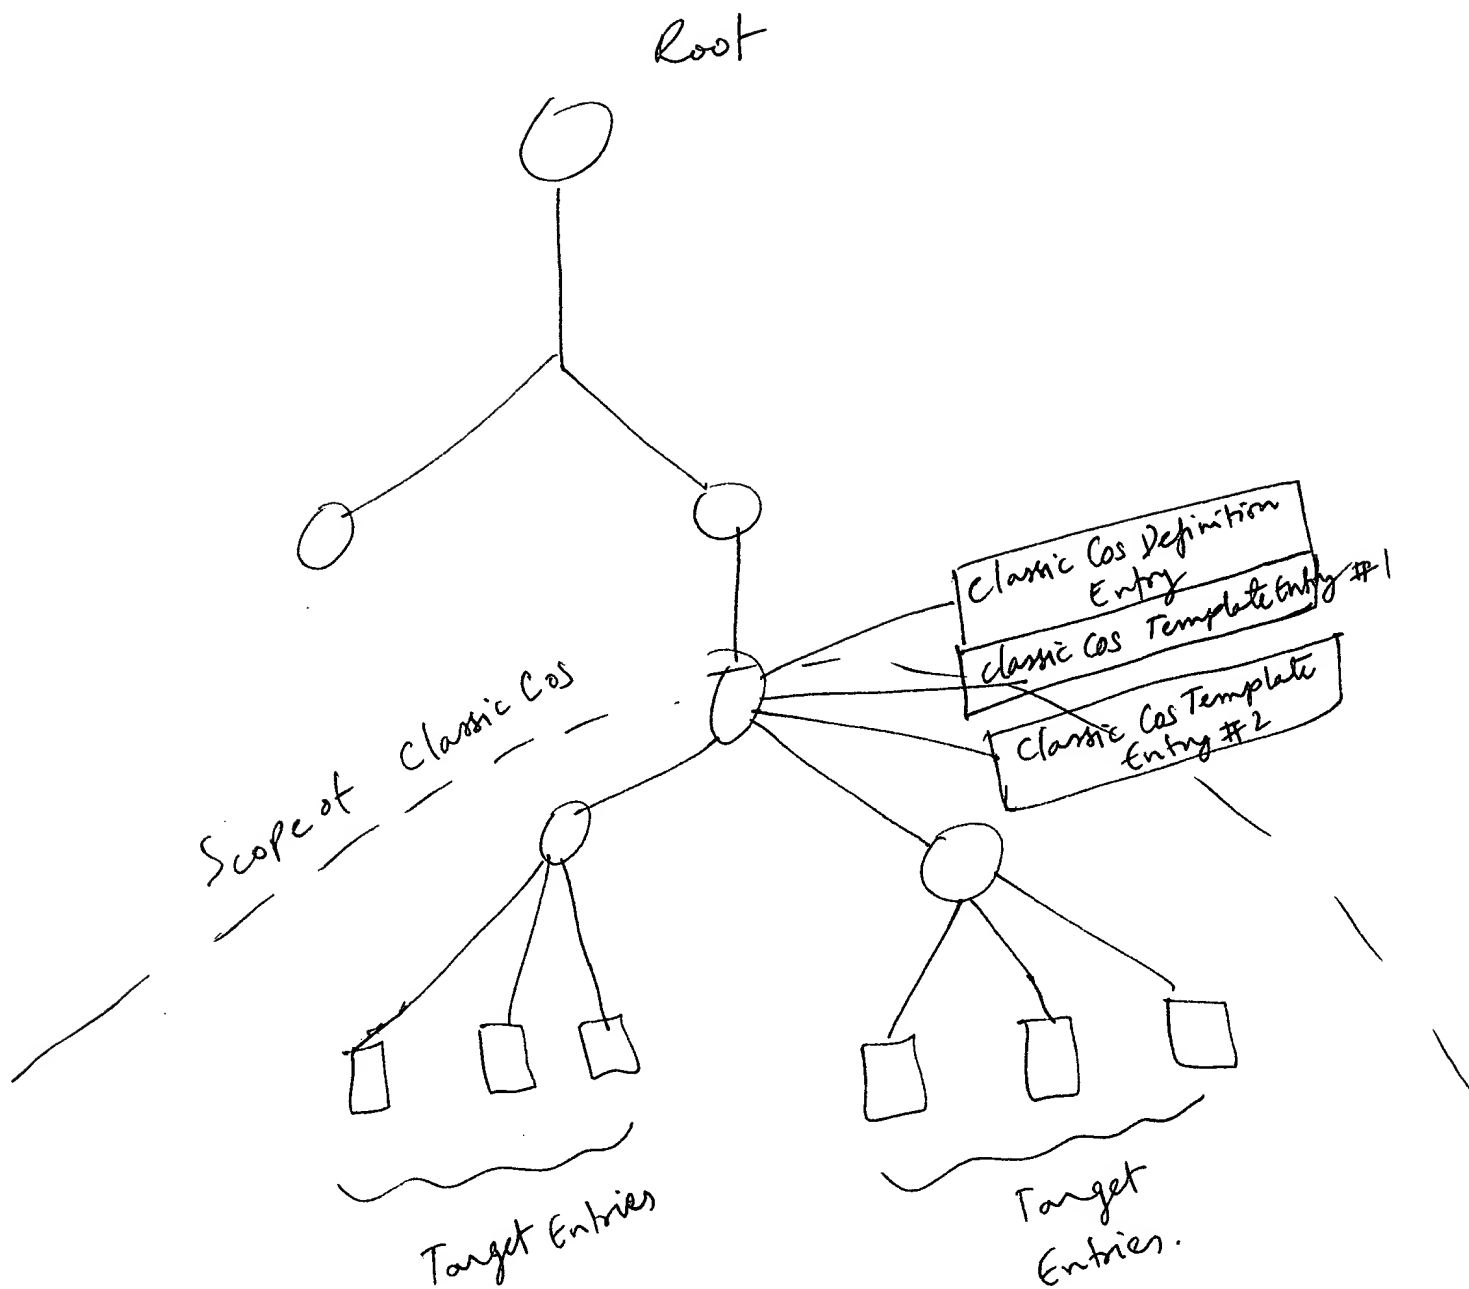 Root
Classic Cos Definition
Entry
Classic Cos Template Entry #1
Classic Cos Template
Entry #2
Scope of Classic Cos
Target Entries
Target
Entries.